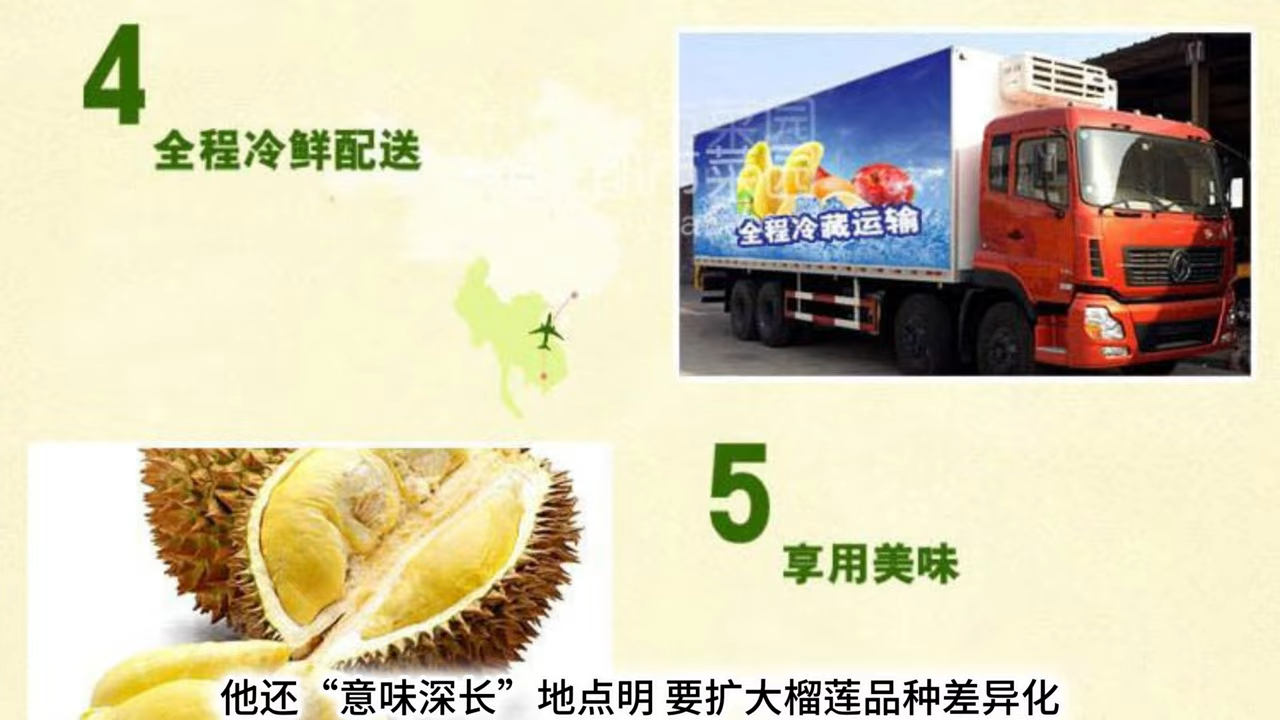 4
全程冷鲜配送
全程冷藏运输
5
享用美味
他还“意味深长”地点明 要扩大榴莲品种差异化